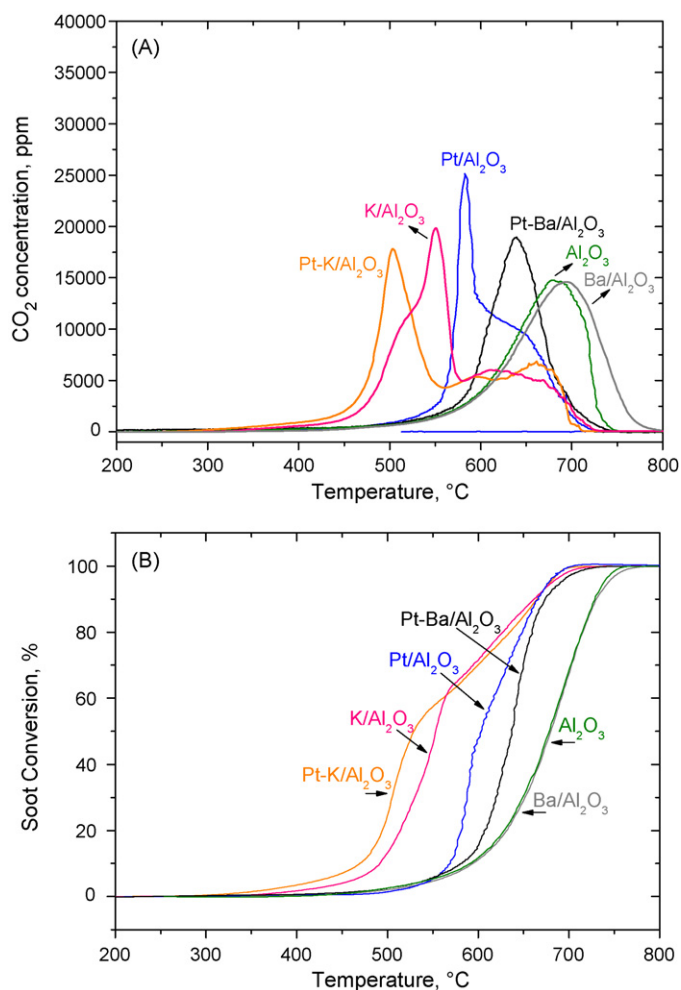 (A)
40000
35000
30000
25000
20000
15000
10000
5000
0
CO₂ concentration, ppm
Pt/Al₂O₃
K/Al₂O₃
Pt-Ba/Al₂O₃
Pt-K/Al₂O₃
Al₂O₃
Ba/Al₂O₃
200 300 400 500 600 700 800
Temperature, °C
(B)
100
80
60
40
20
0
Soot Conversion, %
Pt-Ba/Al₂O₃
Pt/Al₂O₃
K/Al₂O₃
Al₂O₃
Pt-K/Al₂O₃
Ba/Al₂O₃
200 300 400 500 600 700 800
Temperature, °C